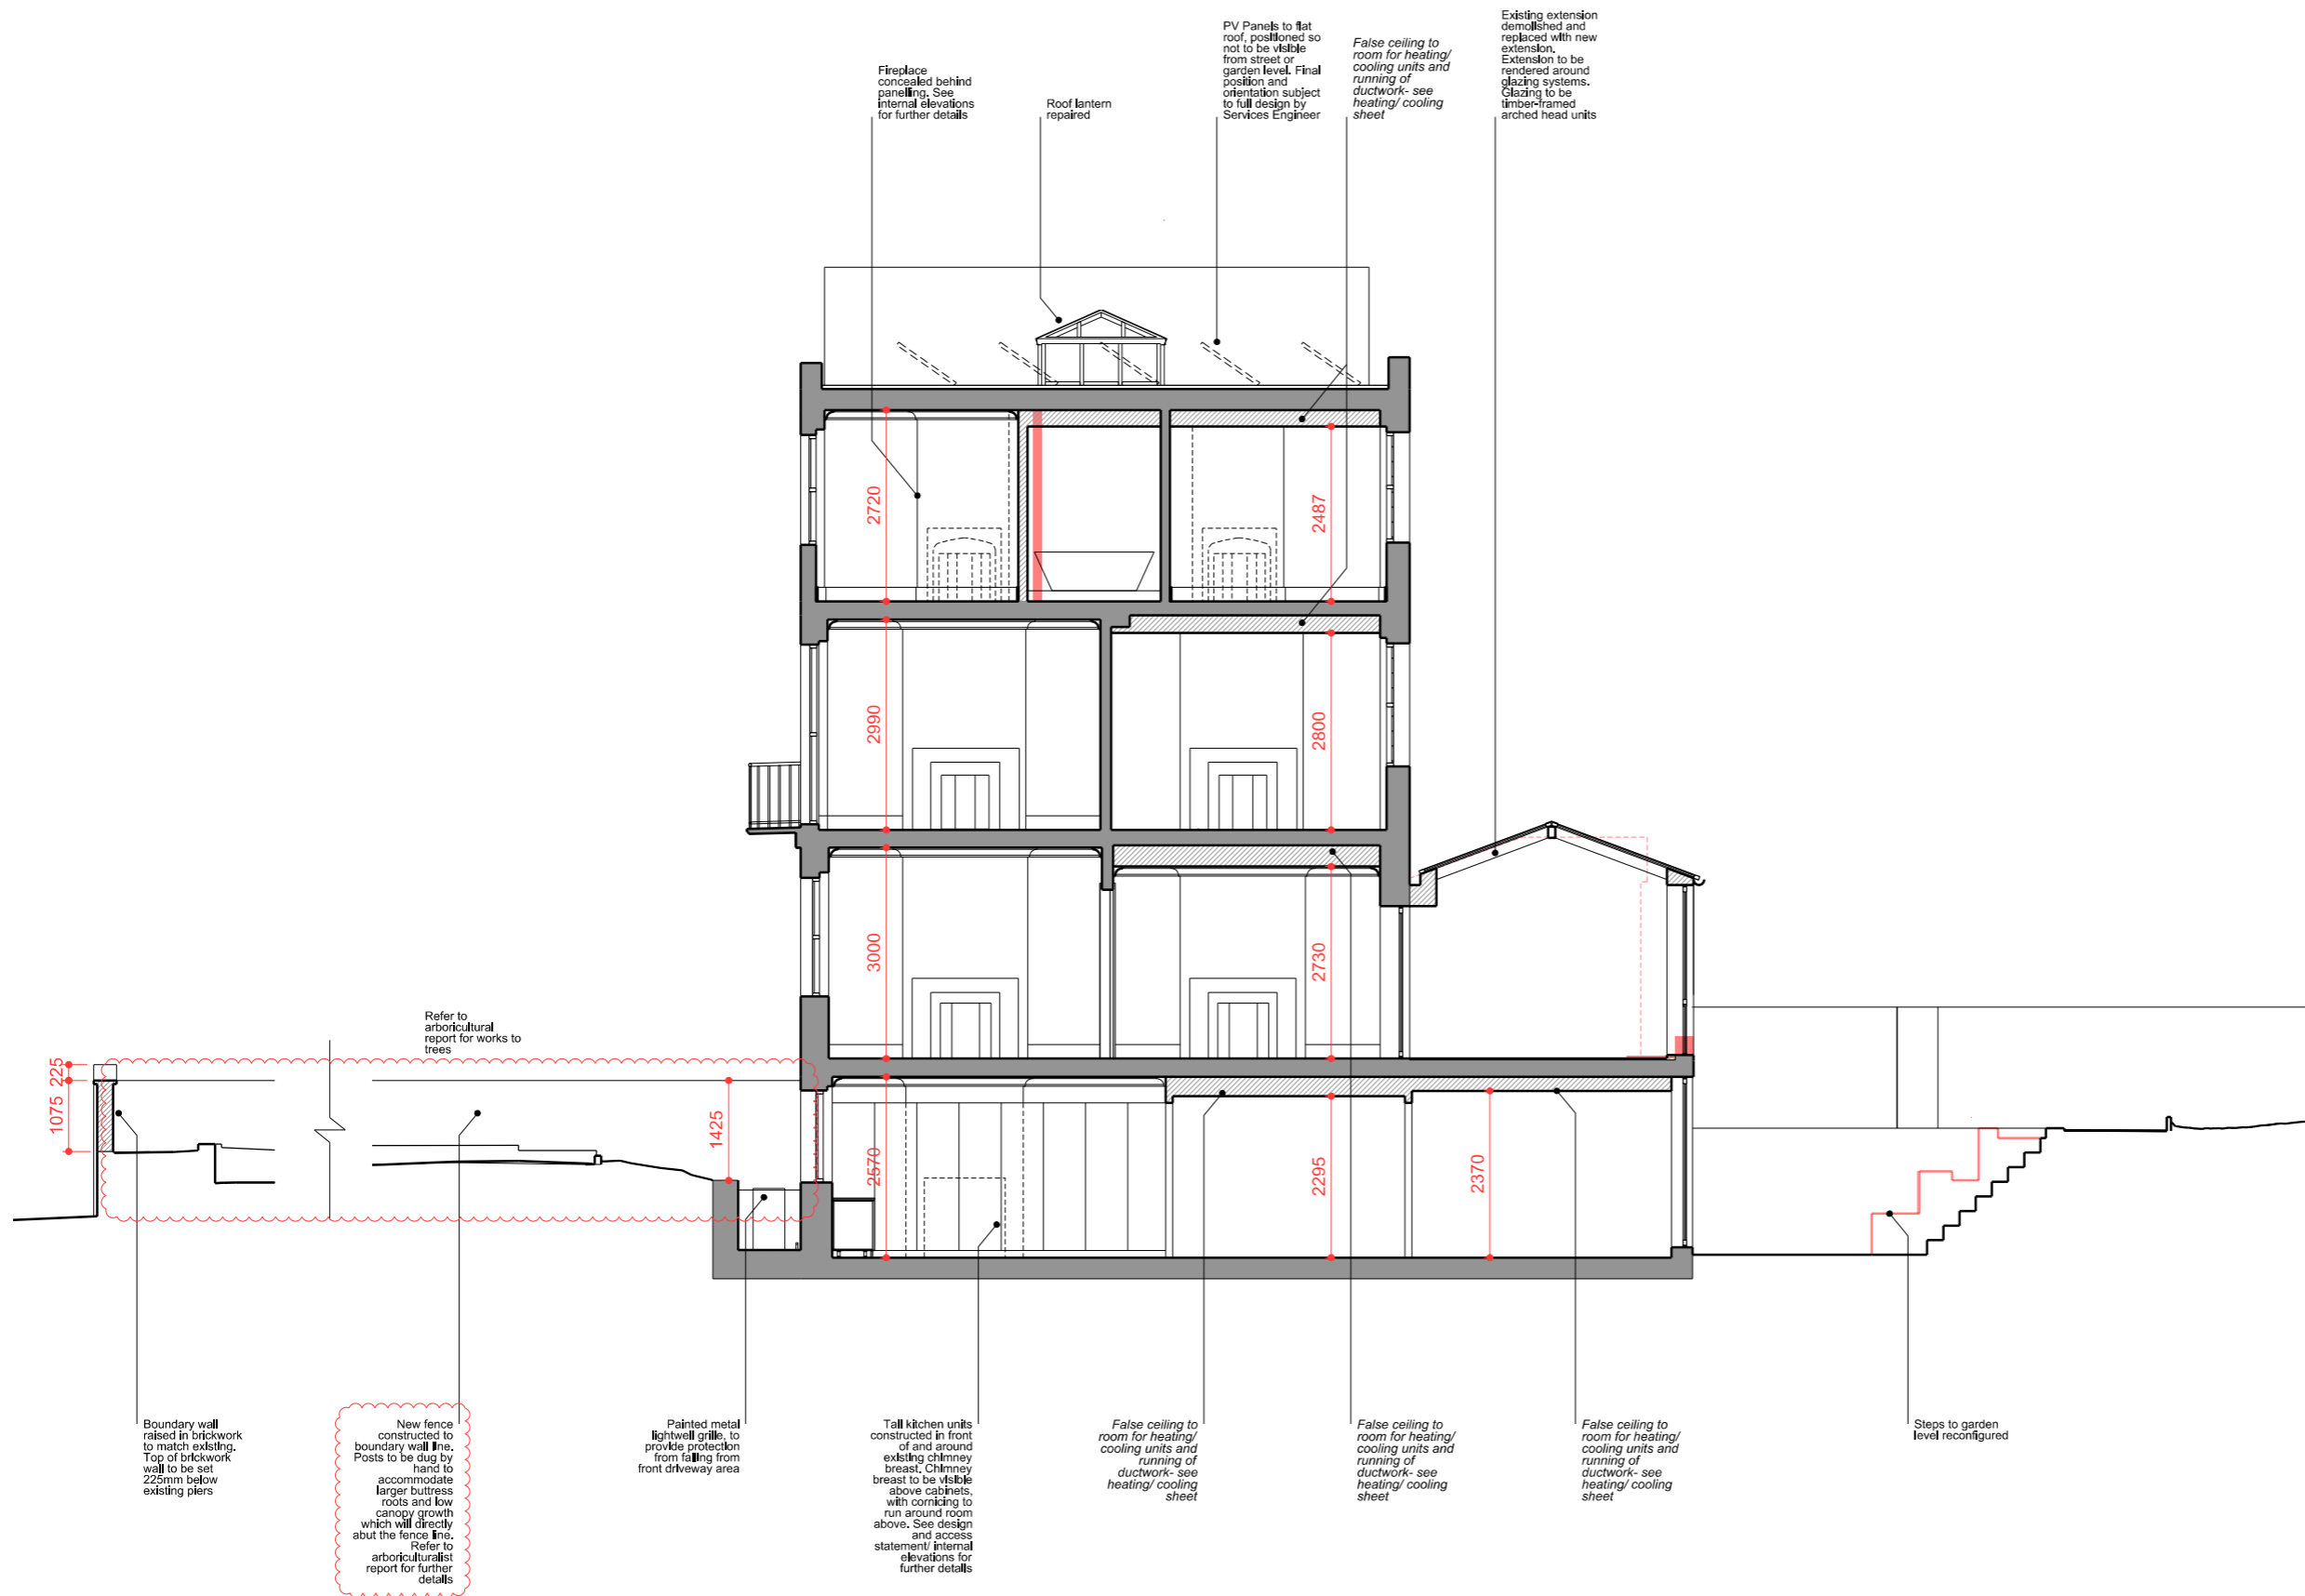 Fireplace
concealed behind
panelling. See
internal elevations
for further details
Roof lantern
repaired
PV Panels to flat
roof, positioned so
not to be visible
from street or
garden level. Final
position and
orientation subject
to full design by
Services Engineer
False ceiling to
room for heating/
cooling units and
running of
ductwork- see
heating/ cooling
sheet
Existing extension
demolished and
replaced with new
extension.
Extension to be
rendered around
glazing systems.
Glazing to be
timber-framed
arched head units
2720
2487
2990
2800
3000
2730
Refer to
arboricultural
report for works to
trees
225
1075
1425
2570
2295
2370
Boundary wall
raised in brickwork
to match existing.
Top of brickwork
wall to be set
225mm below
existing piers
New fence
constructed to
boundary wall line.
Posts to be dug by
hand to
accommodate
larger buttress
roots and low
canopy growth
which will directly
abut the fence line.
Refer to
arboriculturalist
report for further
details
Painted metal
lightwell grille, to
provide protection
from falling from
front driveway area
Tall kitchen units
constructed in front
of and around
existing chimney
breast. Chimney
breast to be visible
above cabinets,
with cornicing to
run around room
above. See design
and access
statement/ internal
elevations for
further details
False ceiling to
room for heating/
cooling units and
running of
ductwork- see
heating/ cooling
sheet
False ceiling to
room for heating/
cooling units and
running of
ductwork- see
heating/ cooling
sheet
False ceiling to
room for heating/
cooling units and
running of
ductwork- see
heating/ cooling
sheet
Steps to garden
level reconfigured